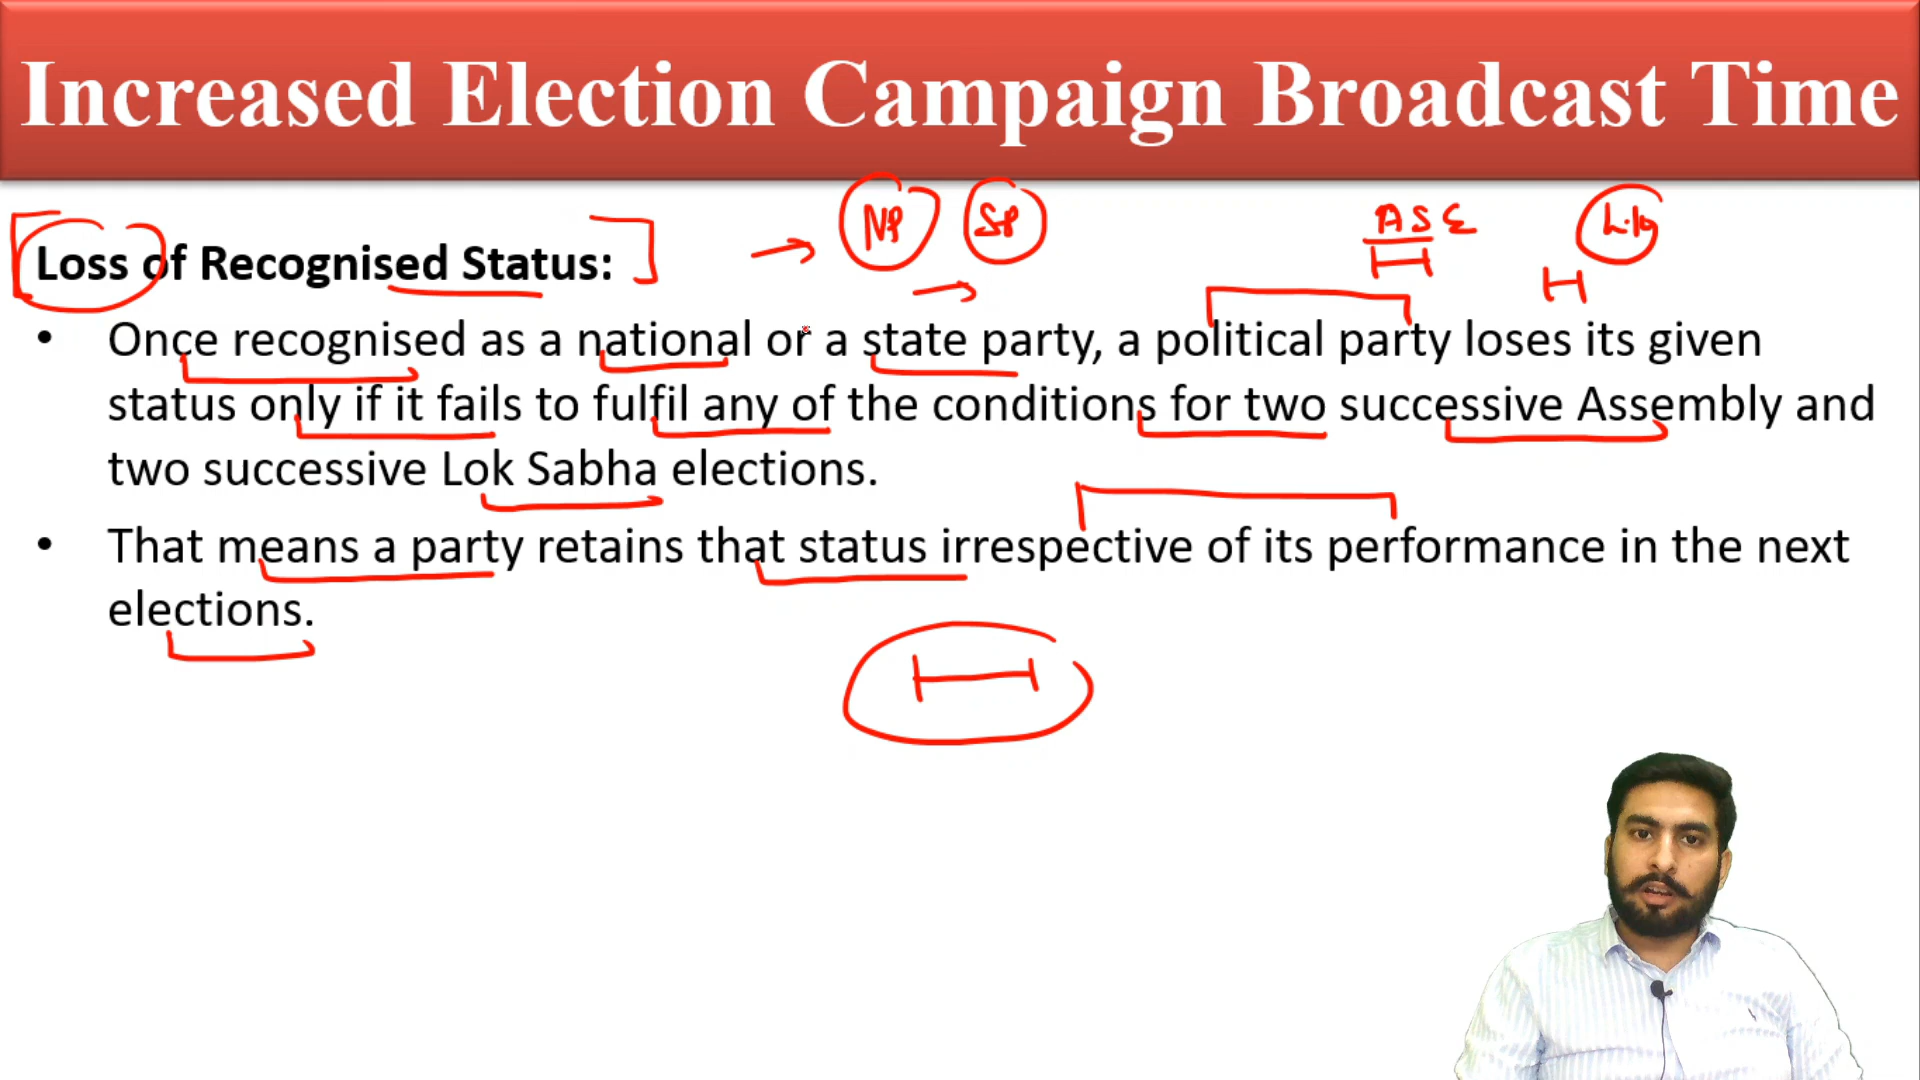 Increased Election Campaign Broadcast Time
NP SP ASE
Loss of Recognised Status:
• Once recognised as a national or a state party, a political party loses its given
status only if it fails to fulfil any of the conditions for two successive Assembly and
two successive Lok Sabha elections.
• That means a party retains that status irrespective of its performance in the next
elections.